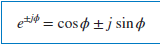 e^{±jϕ} = cos ϕ ± j sin ϕ